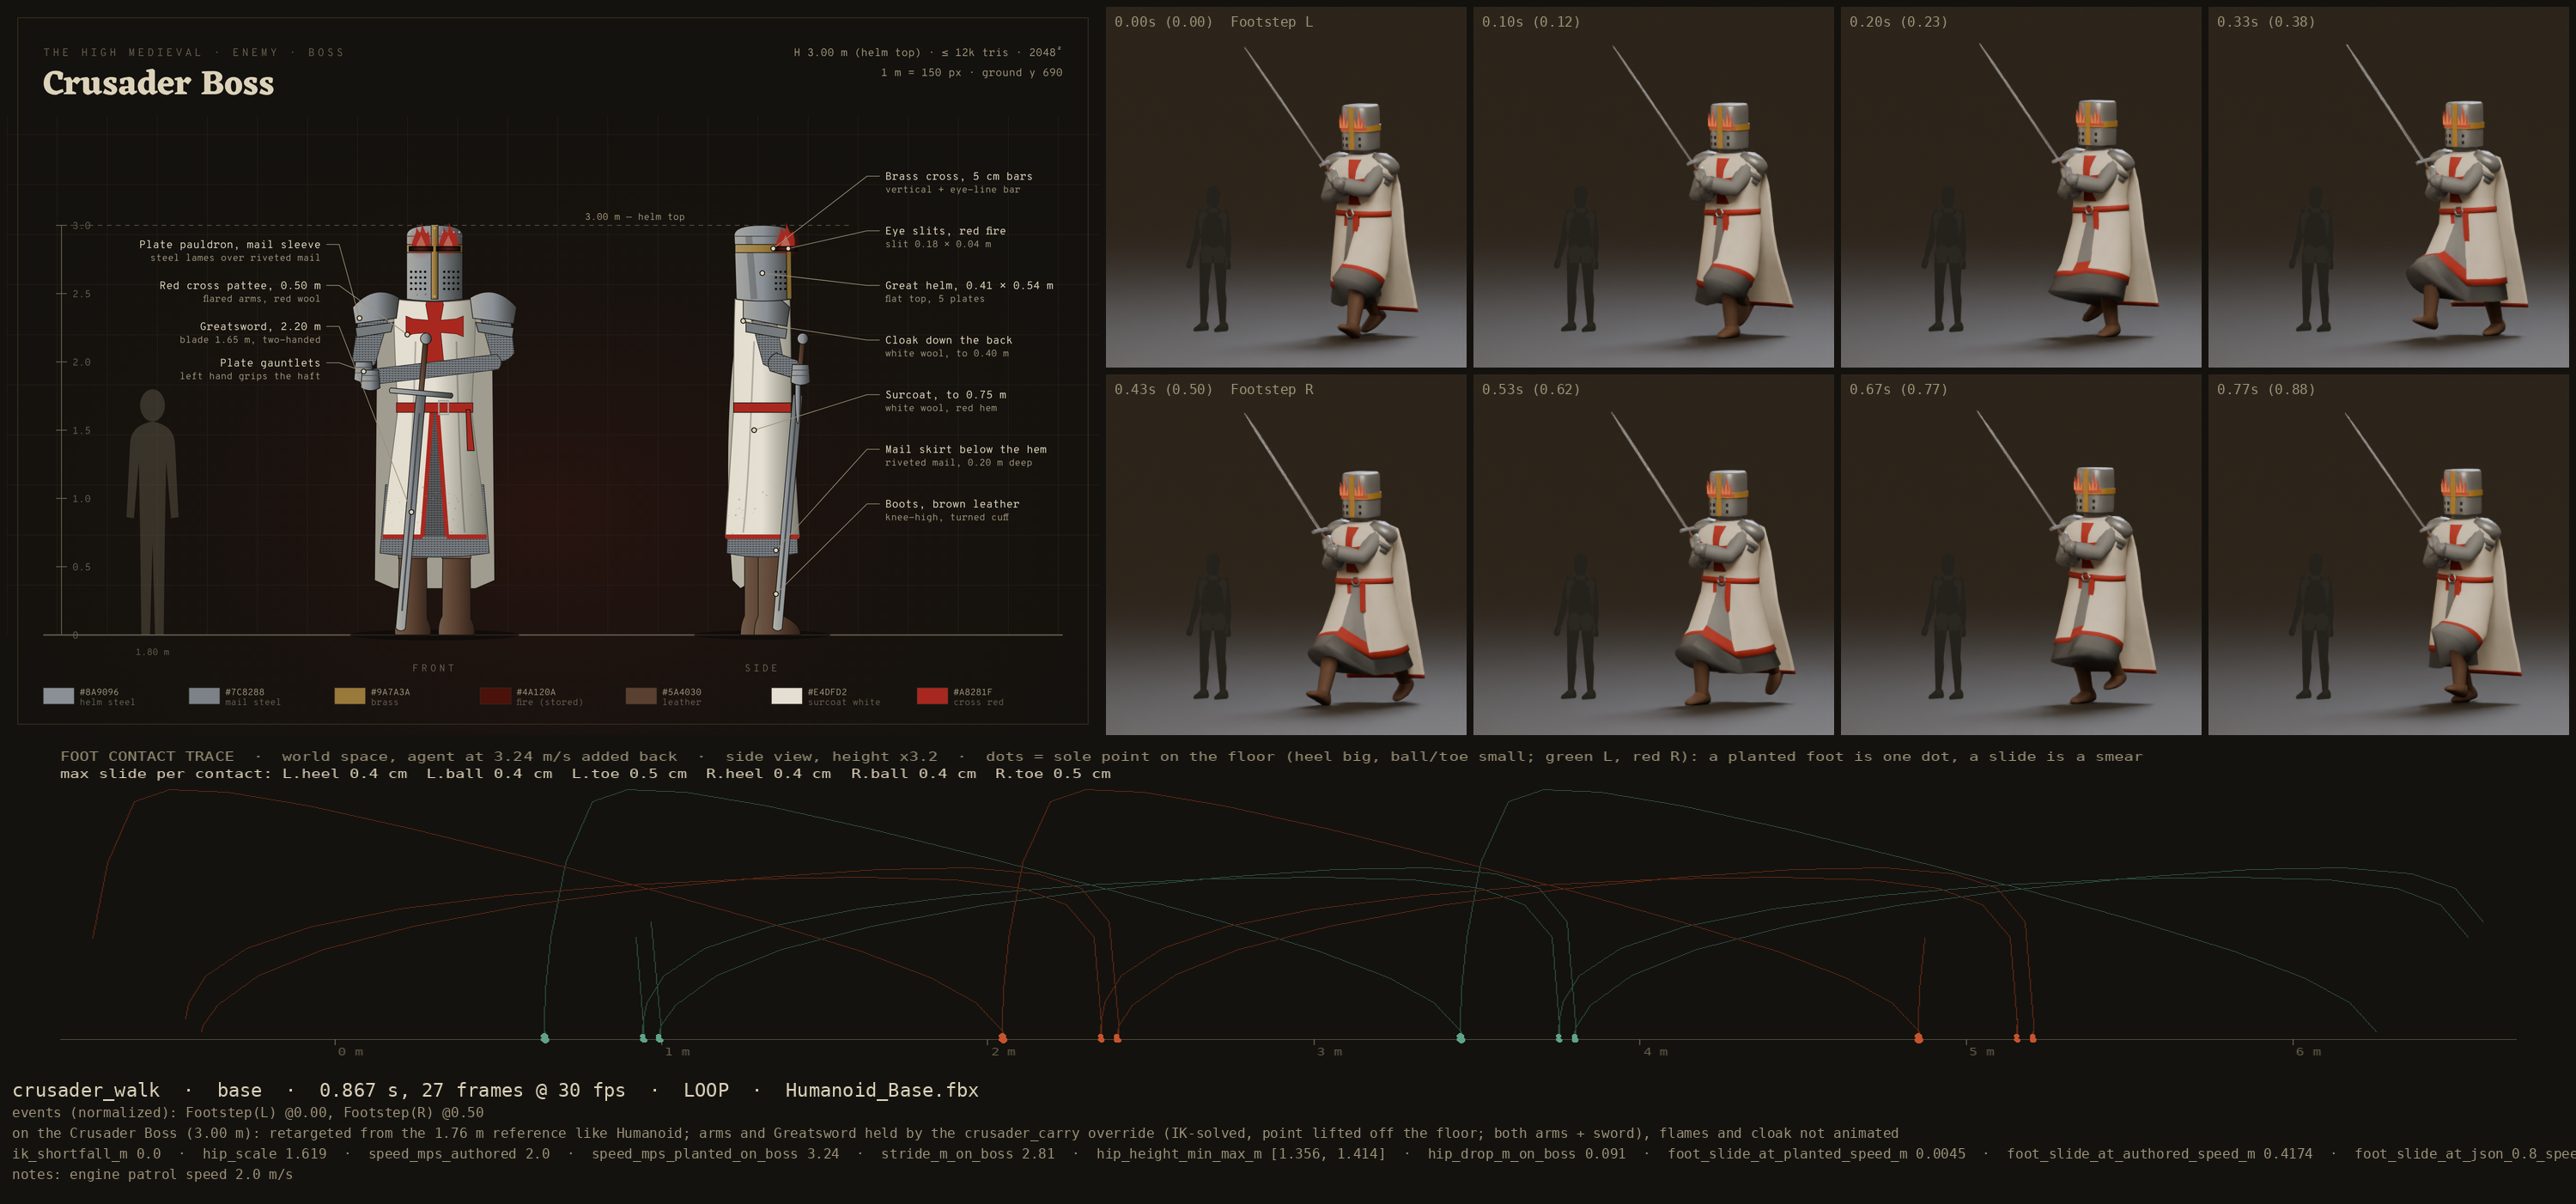 THE HIGH MEDIEVAL · ENEMY · BOSS
Crusader Boss
H 3.00 m (helm top) · ≤ 12k tris · 2048²
1 m = 150 px · ground y 690
3.00 m — helm top
3.0
2.5
2.0
1.5
1.0
0.5
0
1.80 m
Plate pauldron, mail sleeve
steel lames over riveted mail
Red cross pattee, 0.50 m
flared arms, red wool
Greatsword, 2.20 m
blade 1.65 m, two-handed
Plate gauntlets
left hand grips the haft
Brass cross, 5 cm bars
vertical + eye-line bar
Eye slits, red fire
slit 0.18 × 0.04 m
Great helm, 0.41 × 0.54 m
flat top, 5 plates
Cloak down the back
white wool, to 0.40 m
Surcoat, to 0.75 m
white wool, red hem
Mail skirt below the hem
riveted mail, 0.20 m deep
Boots, brown leather
knee-high, turned cuff
FRONT
SIDE
#8A9096
helm steel
#7C8288
mail steel
#9A7A3A
brass
#4A120A
fire (stored)
#5A4030
leather
#E4DFD2
surcoat white
#A8281F
cross red
0.00s (0.00) Footstep L
0.10s (0.12)
0.20s (0.23)
0.33s (0.38)
0.43s (0.50) Footstep R
0.53s (0.62)
0.67s (0.77)
0.77s (0.88)
FOOT CONTACT TRACE · world space, agent at 3.24 m/s added back · side view, height x3.2 · dots = sole point on the floor (heel big, ball/toe small; green L, red R): a planted foot is one dot, a slide is a smear
max slide per contact: L.heel 0.4 cm L.ball 0.4 cm L.toe 0.5 cm R.heel 0.4 cm R.ball 0.4 cm R.toe 0.5 cm
0 m
1 m
2 m
3 m
4 m
5 m
6 m
crusader_walk · base · 0.867 s, 27 frames @ 30 fps · LOOP · Humanoid_Base.fbx
events (normalized): Footstep(L) @0.00, Footstep(R) @0.50
on the Crusader Boss (3.00 m): retargeted from the 1.76 m reference like Humanoid; arms and Greatsword held by the crusader_carry override (IK-solved, point lifted off the floor; both arms + sword), flames and cloak not animated
ik_shortfall_m 0.0 · hip_scale 1.619 · speed_mps_authored 2.0 · speed_mps_planted_on_boss 3.24 · stride_m_on_boss 2.81 · hip_height_min_max_m [1.356, 1.414] · hip_drop_m_on_boss 0.091 · foot_slide_at_planted_speed_m 0.0045 · foot_slide_at_authored_speed_m 0.4174 · foot_slide_at_json_0.8_spee
notes: engine patrol speed 2.0 m/s